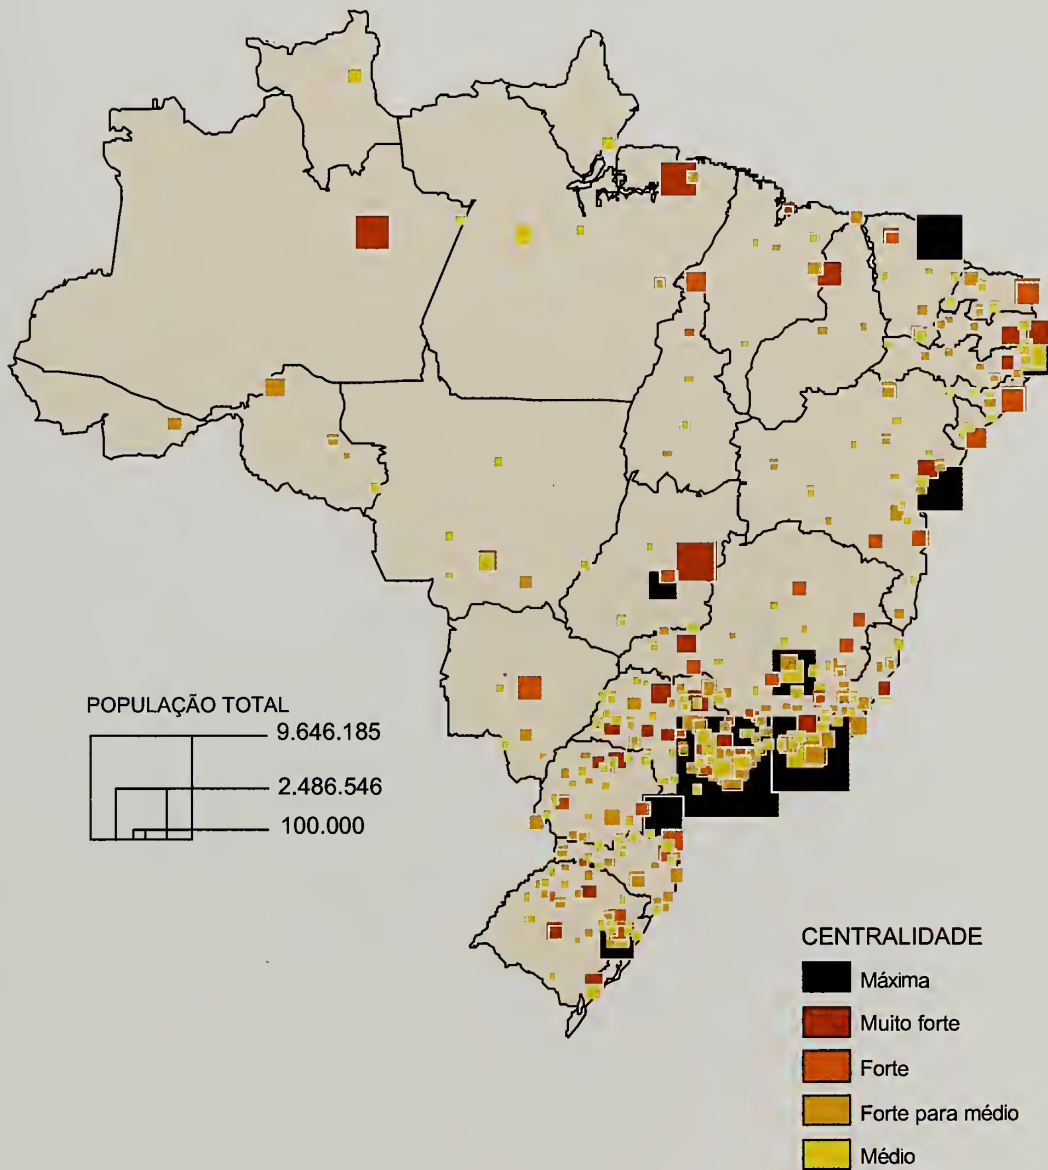 POPULAÇÃO TOTAL
9.646.185
2.486.546
100.000
CENTRALIDADE
Máxima
Muito forte
Forte
Forte para médio
Médio